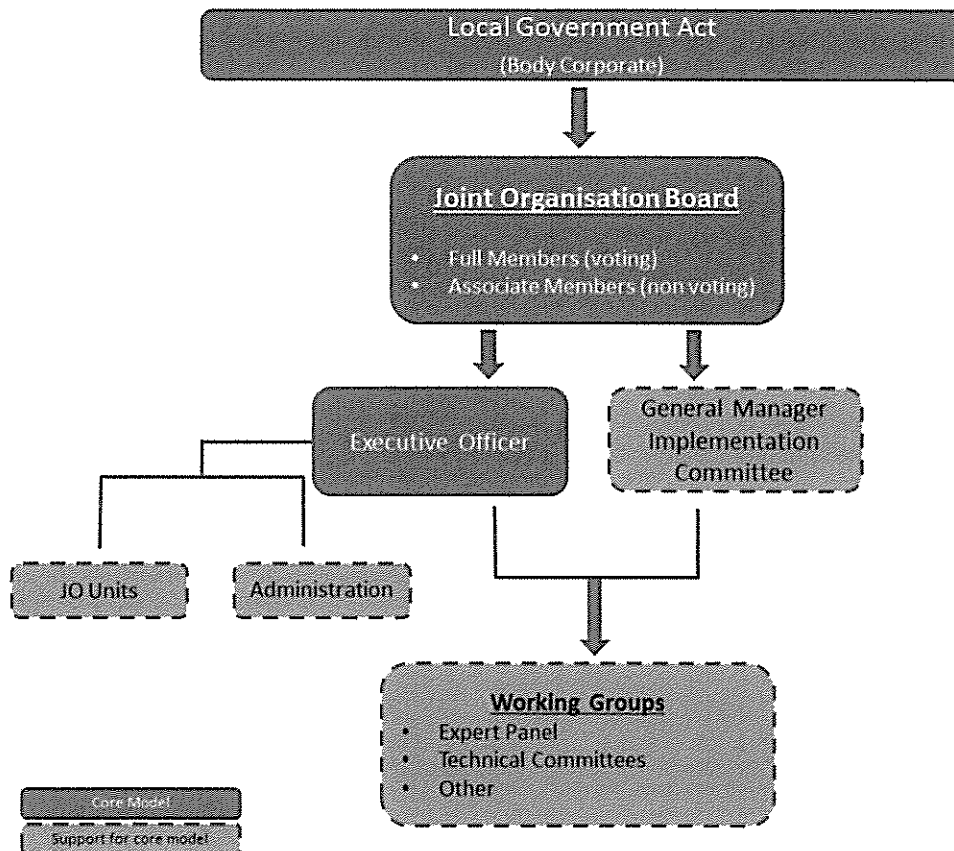 Local Government Act
(Body Corporate)
Joint Organisation Board
• Full Members (voting)
• Associate Members (non voting)
Executive Officer
General Manager
Implementation
Committee
JO Units
Administration
Working Groups
• Expert Panel
• Technical Committees
• Other
Core Model
Support for core model